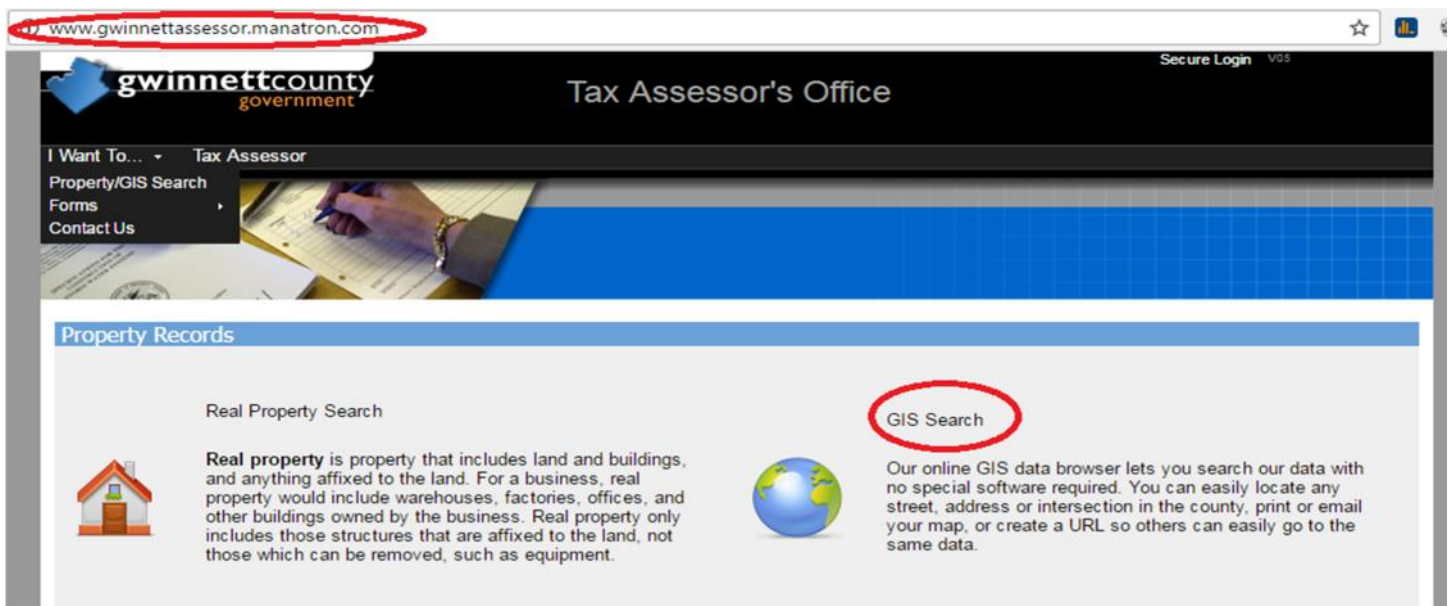 www.gwinnettassessor.manatron.com
Secure Login V05
gwinnettcounty
government
Tax Assessor's Office
I Want To... Tax Assessor
Property/GIS Search
Forms
Contact Us
Property Records
Real Property Search
Real property is property that includes land and buildings,
and anything affixed to the land. For a business, real
property would include warehouses, factories, offices, and
other buildings owned by the business. Real property only
includes those structures that are affixed to the land, not
those which can be removed, such as equipment.
GIS Search
Our online GIS data browser lets you search our data with
no special software required. You can easily locate any
street, address or intersection in the county, print or email
your map, or create a URL so others can easily go to the
same data.